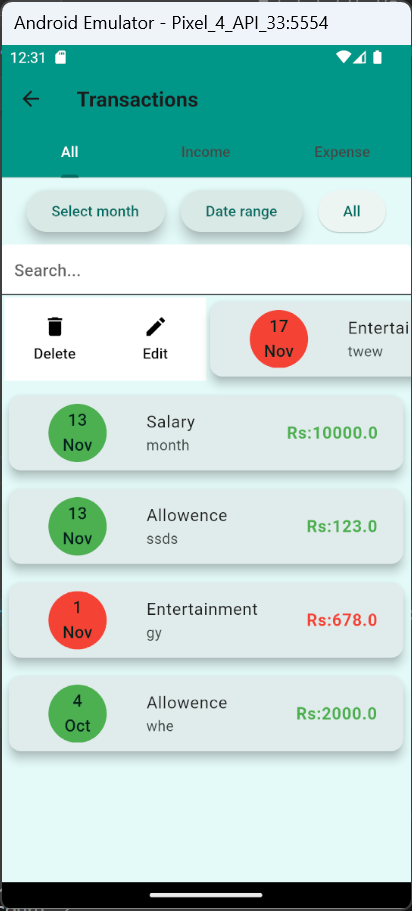 Android Emulator - Pixel_4_API_33:5554
12:31
Transactions
All Income Expense
Select month Date range All
Search...
Delete Edit
17
Nov
Entertai
twew
13
Nov
Salary
month
Rs:10000.0
13
Nov
Allowence
ssds
Rs:123.0
1
Nov
Entertainment
gy
Rs:678.0
4
Oct
Allowence
whe
Rs:2000.0